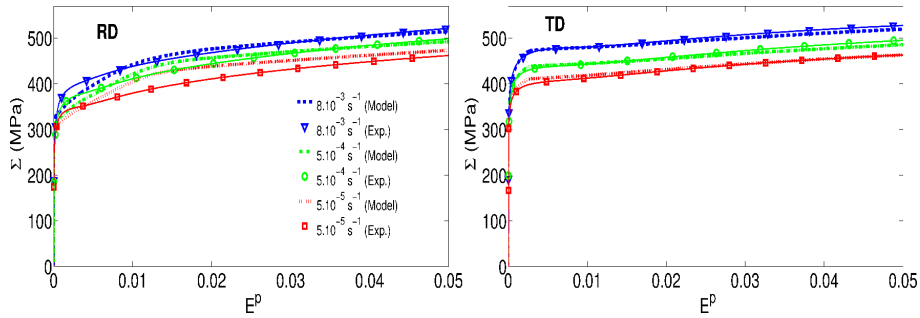 RD
TD
500
400
300
200
100
0
Σ (MPa)
8.10^-3 s^-1 (Model)
8.10^-3 s^-1 (Exp.)
5.10^-4 s^-1 (Model)
5.10^-4 s^-1 (Exp.)
5.10^-5 s^-1 (Model)
5.10^-5 s^-1 (Exp.)
0 0.01 0.02 0.03 0.04 0.05
E^p
500
400
300
200
100
0
Σ (MPa)
0 0.01 0.02 0.03 0.04 0.05
E^p